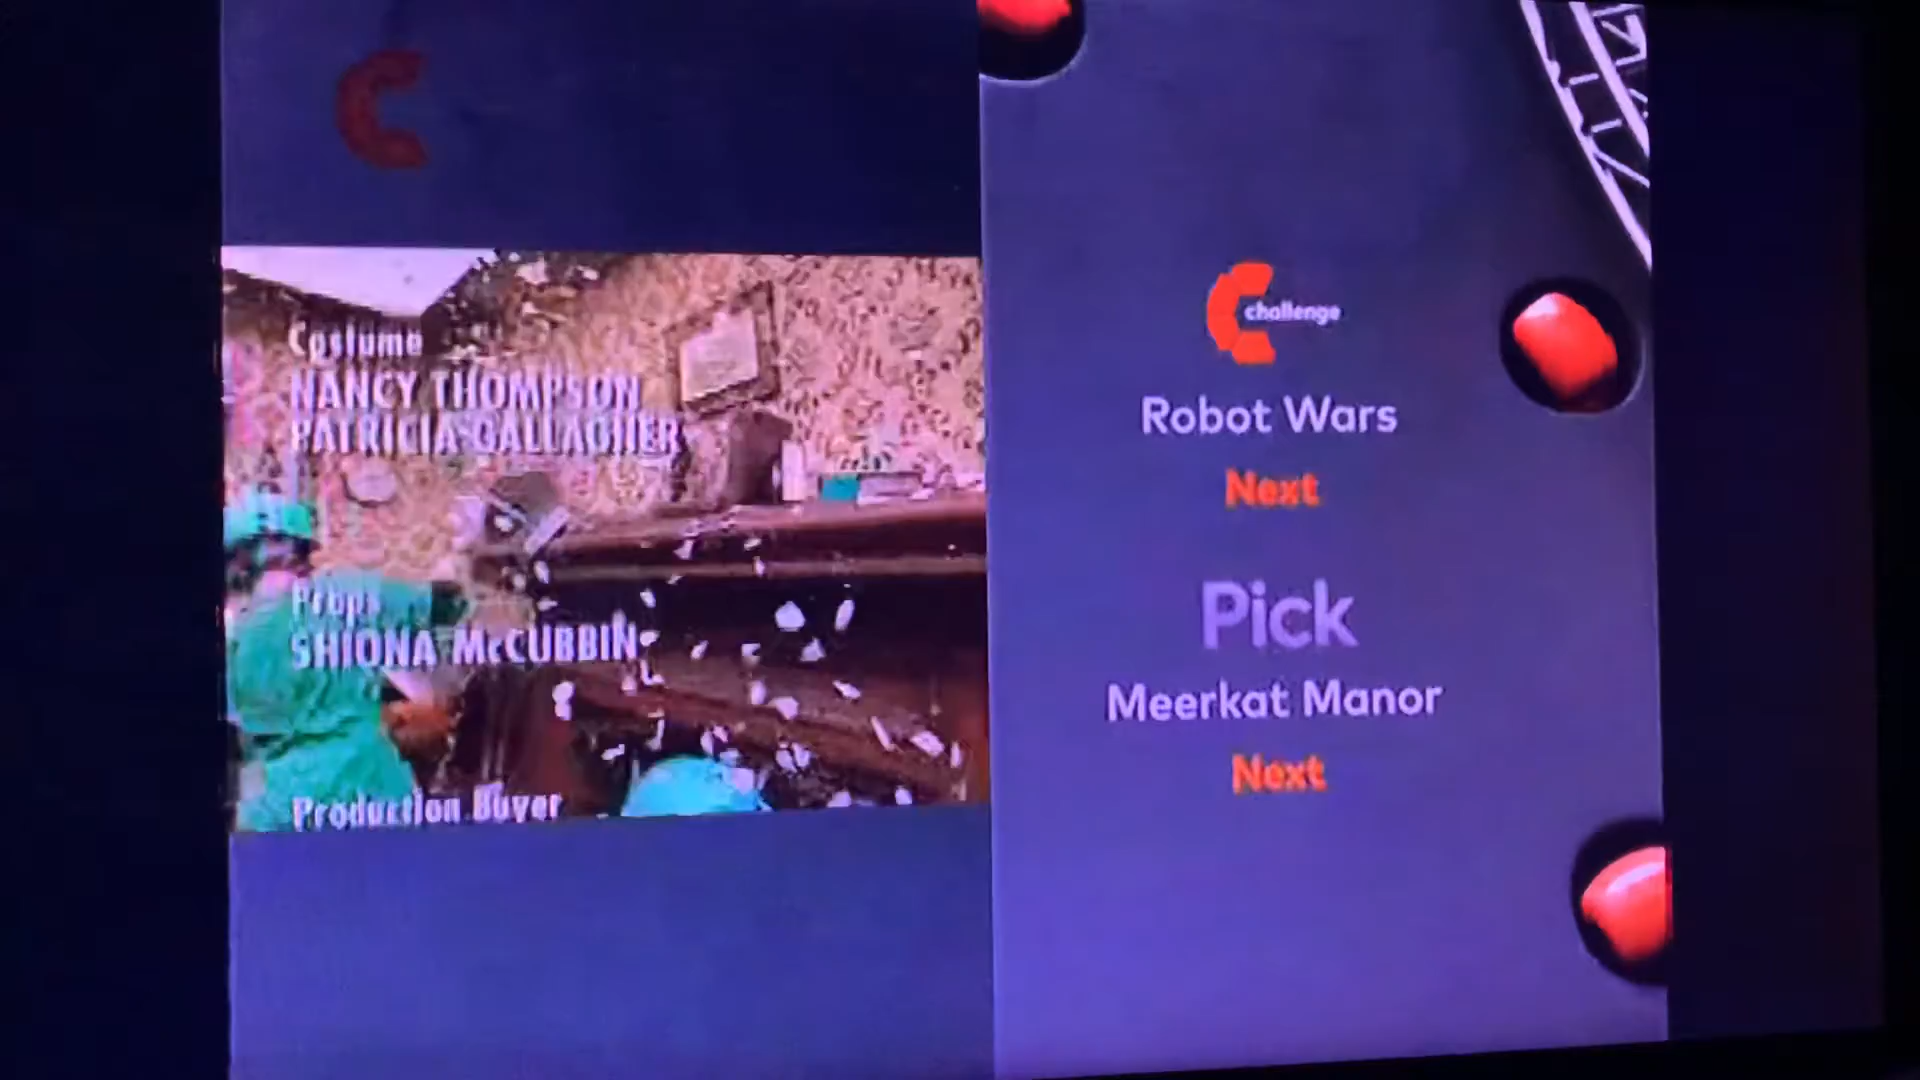 Costume
NANCY THOMPSON
PATRICIA GALLAGHER
Props
SHIONA McCUBBIN
Production Buyer
challenge
Robot Wars
Next
Pick
Meerkat Manor
Next